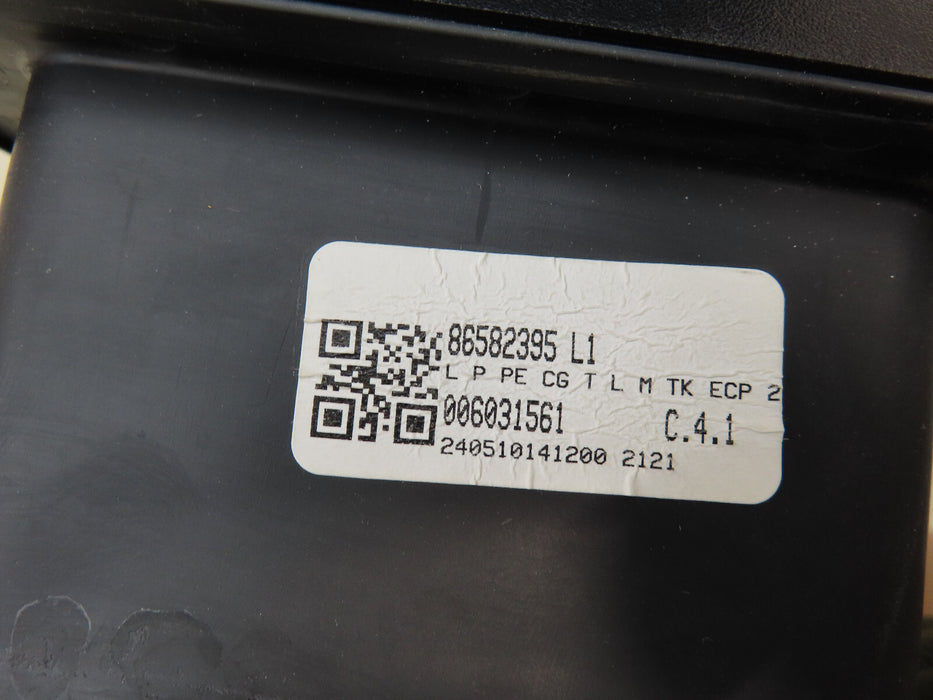 86582395 L1
L P PE CG T L M TK ECP 2
006031561 C.4.1
240510141200 2121